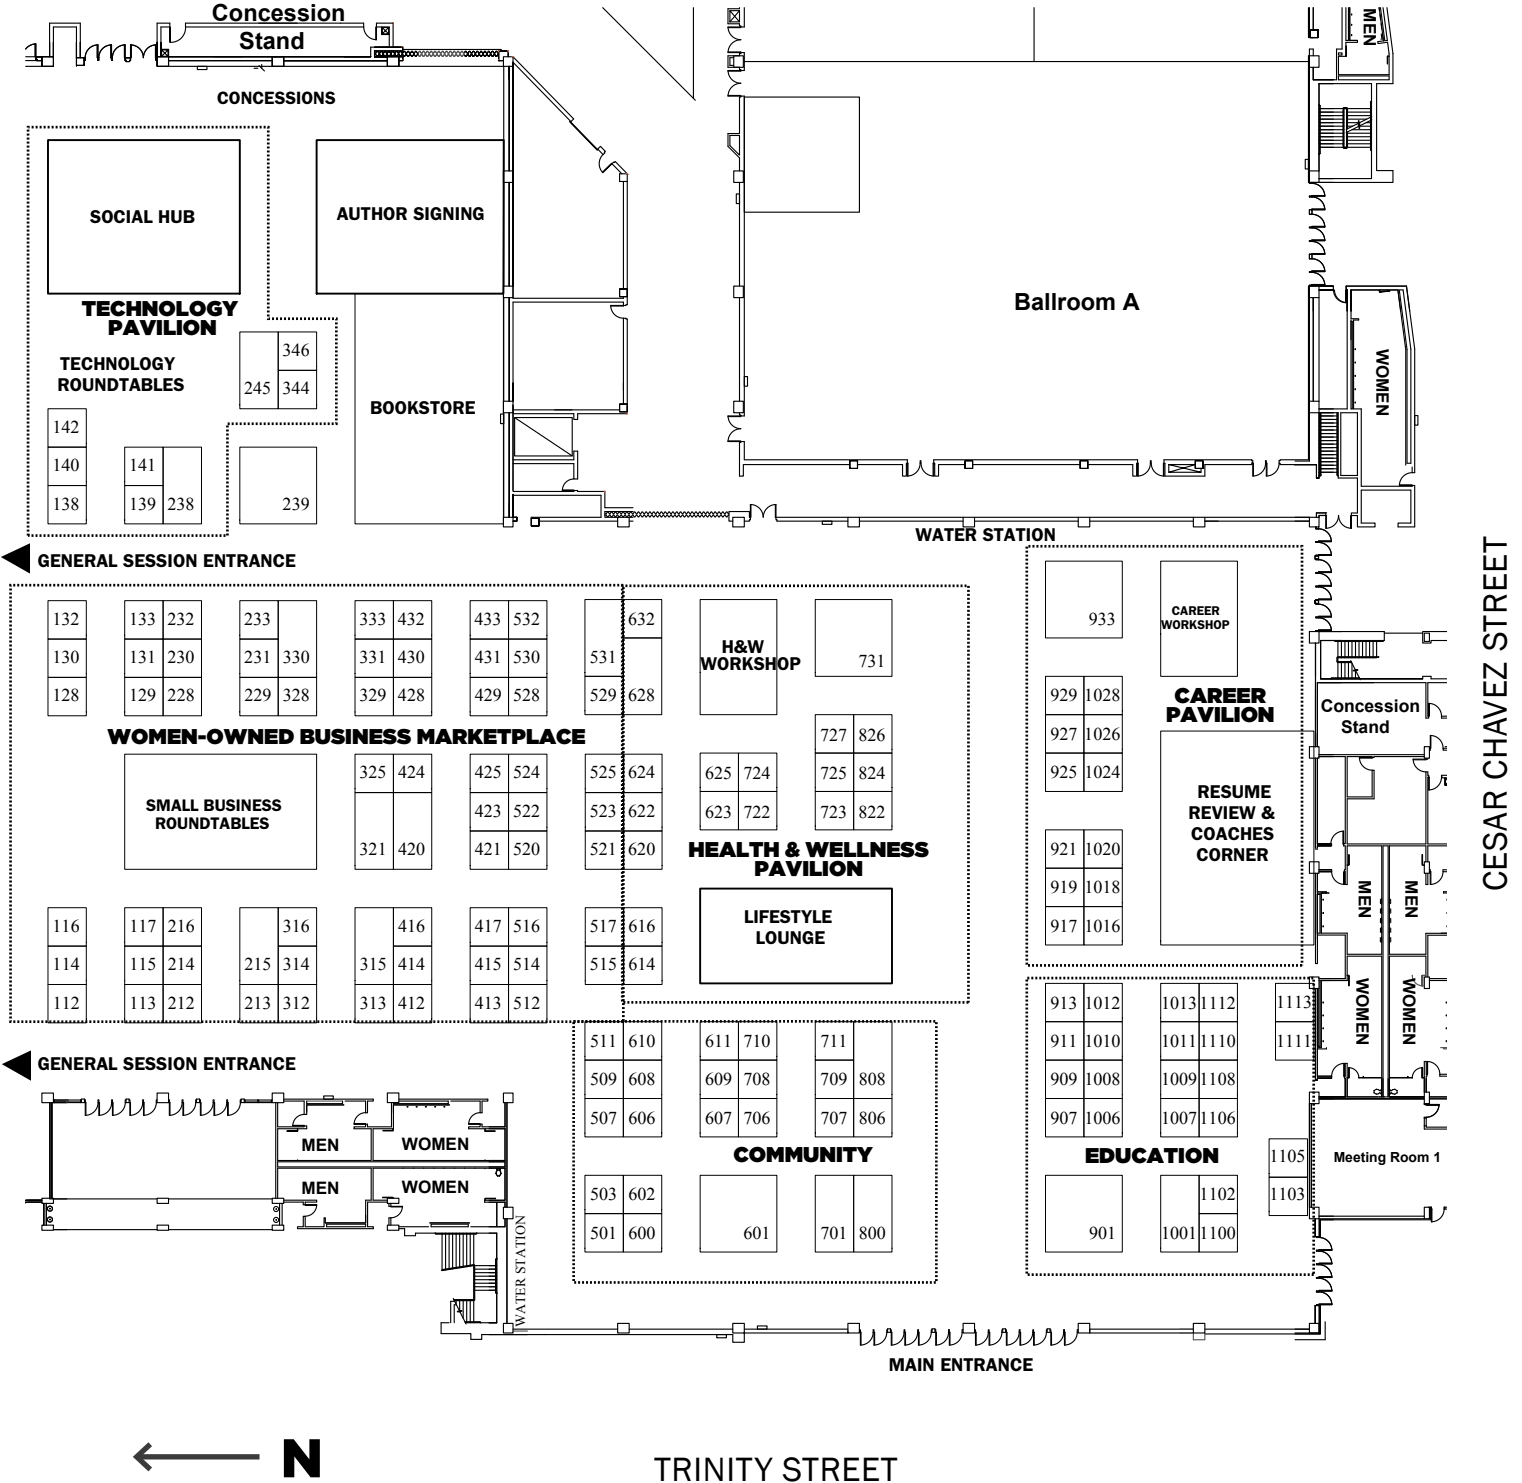 Concession
Stand
CONCESSIONS
MEN
SOCIAL HUB
AUTHOR SIGNING
Ballroom A
TECHNOLOGY
PAVILION
TECHNOLOGY
ROUNDTABLES
346
245 344
BOOKSTORE
WOMEN
142
140 141
138 139 238 239
WATER STATION
GENERAL SESSION ENTRANCE
CESAR CHAVEZ STREET
132 133 232 233 333 432 433 532 632
130 131 230 231 330 331 430 431 530 531
128 129 228 229 328 329 428 429 528 529 628
H&W
WORKSHOP
731
933
CAREER
WORKSHOP
929 1028
927 1026
925 1024
CAREER
PAVILION
Concession
Stand
WOMEN-OWNED BUSINESS MARKETPLACE
727 826
325 424 425 524 525 624 625 724 725 824
423 522 523 622 623 722 723 822
321 420 421 520 521 620
SMALL BUSINESS
ROUNDTABLES
RESUME
REVIEW &
COACHES
CORNER
HEALTH & WELLNESS
PAVILION
921 1020
919 1018
917 1016
MEN
MEN
LIFESTYLE
LOUNGE
116 117 216 316 416 417 516 517 616
114 115 214 215 314 315 414 415 514 515 614
112 113 212 213 312 313 412 413 512
WOMEN
WOMEN
913 1012 1013 1112 1113
911 1010 1011 1110 1111
909 1008 1009 1108
907 1006 1007 1106
511 610 611 710 711
509 608 609 708 709 808
507 606 607 706 707 806
GENERAL SESSION ENTRANCE
MEN
WOMEN
MEN
WOMEN
COMMUNITY
EDUCATION
1105
1103
Meeting Room 1
503 602
501 600 601 701 800
1102
901 1001 1100
WATER STATION
MAIN ENTRANCE
N
TRINITY STREET